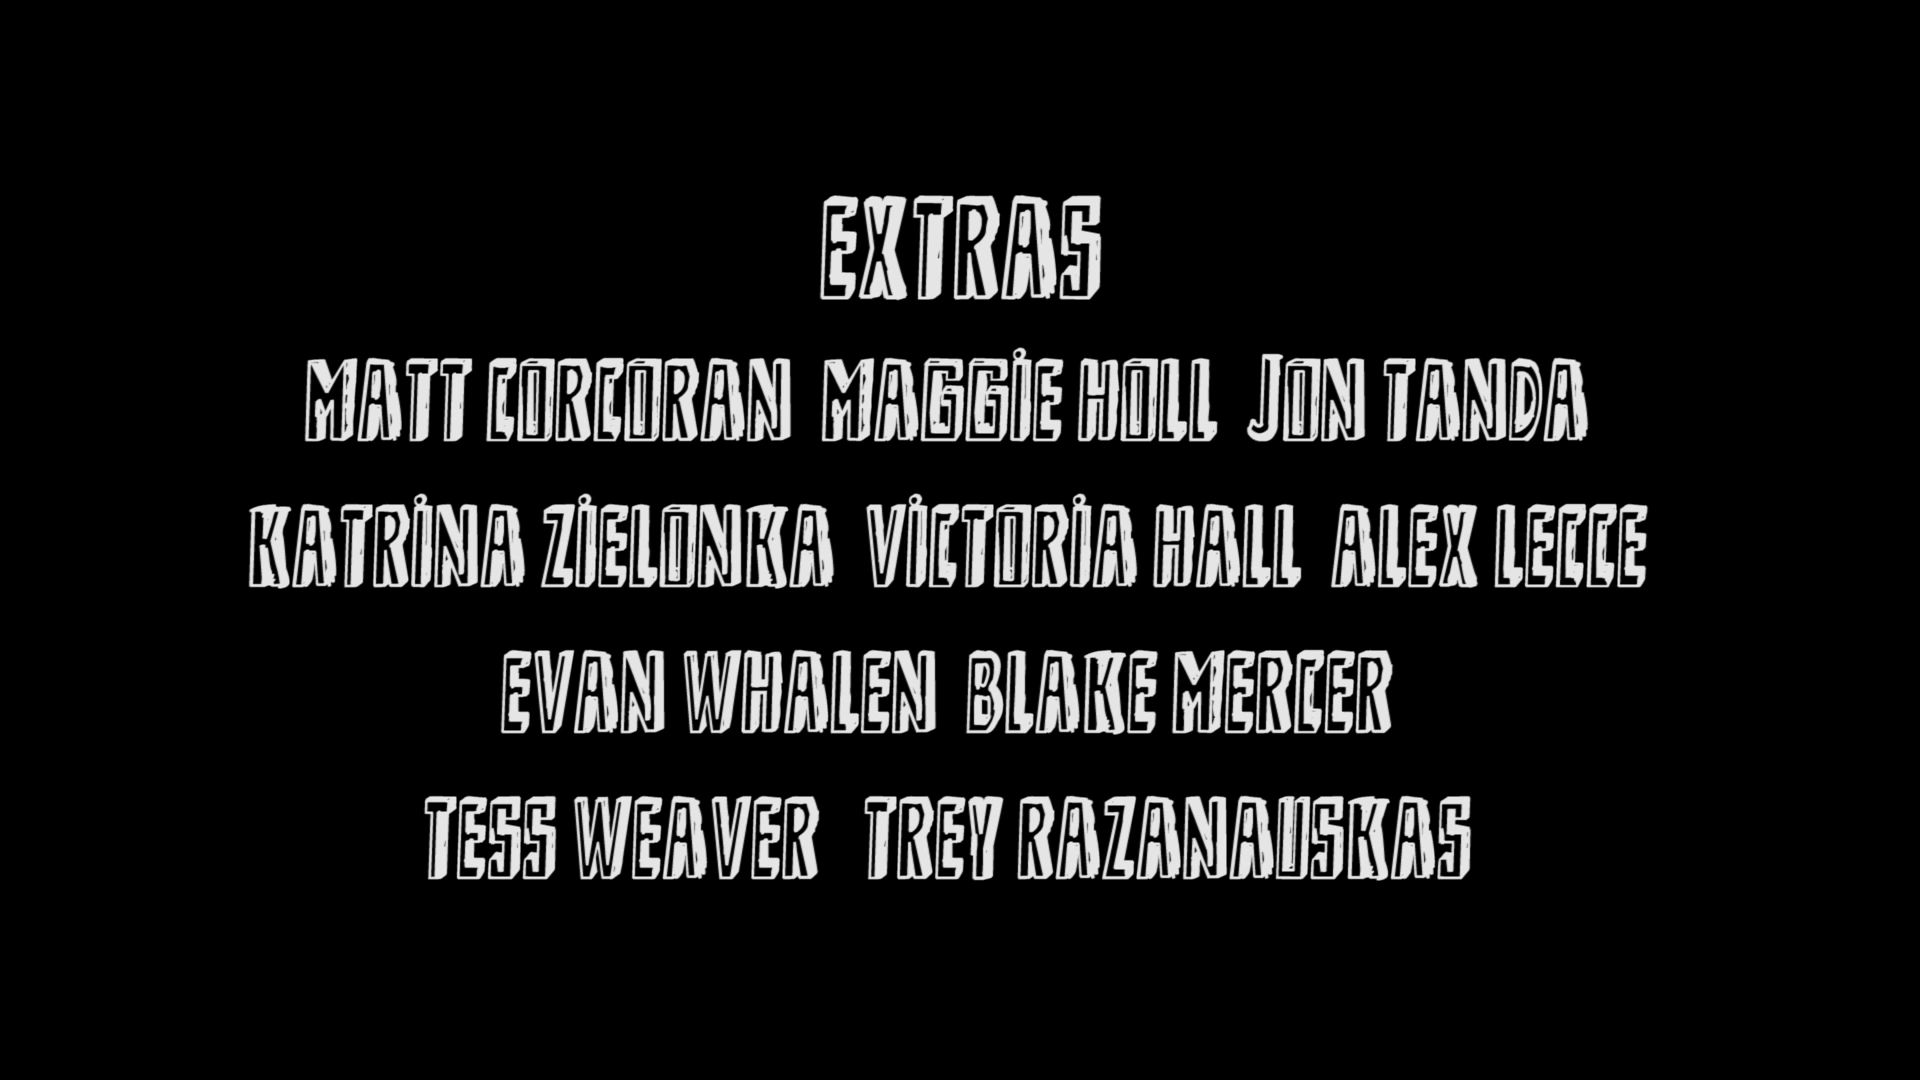 EXTRAS
MATT CORCORAN MAGGIE HOLL JON TANDA
KATRINA ZIELONKA VICTORIA HALL ALEX LECCE
EVAN WHALEN BLAKE MERCER
TESS WEAVER TREY RAZANAUSKAS